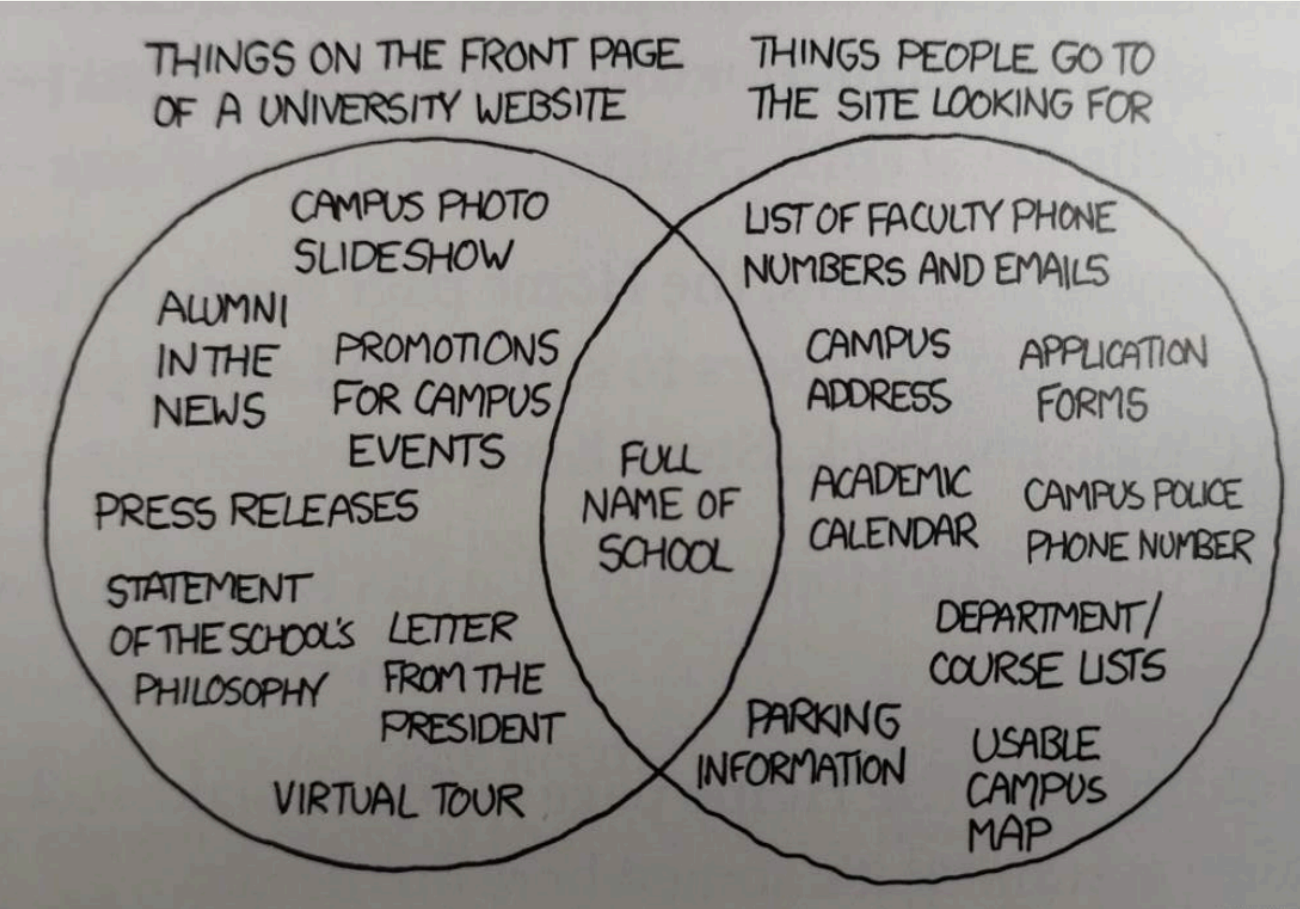 THINGS ON THE FRONT PAGE
OF A UNIVERSITY WEBSITE
THINGS PEOPLE GO TO
THE SITE LOOKING FOR
CAMPUS PHOTO
SLIDESHOW
ALUMNI
IN THE
NEWS
PROMOTIONS
FOR CAMPUS
EVENTS
PRESS RELEASES
STATEMENT
OF THE SCHOOL'S
PHILOSOPHY
LETTER
FROM THE
PRESIDENT
VIRTUAL TOUR
FULL
NAME OF
SCHOOL
LIST OF FACULTY PHONE
NUMBERS AND EMAILS
CAMPUS
ADDRESS
APPLICATION
FORMS
ACADEMIC
CALENDAR
CAMPUS POLICE
PHONE NUMBER
DEPARTMENT/
COURSE LISTS
PARKING
INFORMATION
USABLE
CAMPUS
MAP